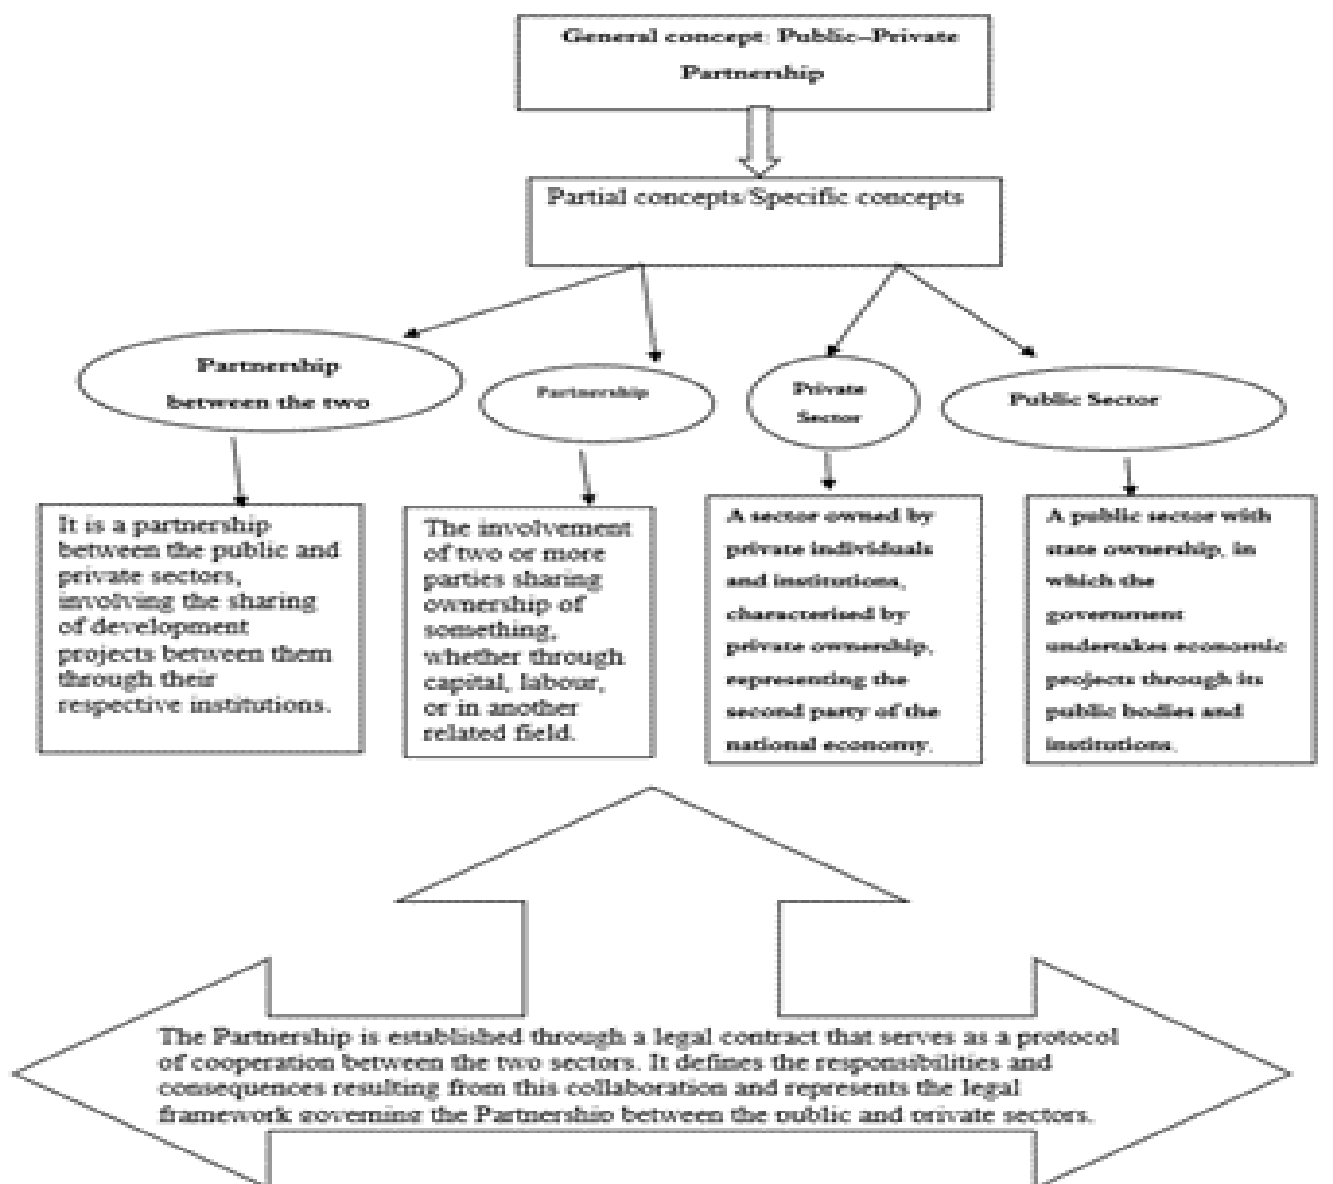 General concept: Public–Private
Partnership
Partial concepts/Specific concepts
Partnership
between the two
Partnership
Private
Sector
Public Sector
It is a partnership
between the public and
private sectors,
involving the sharing
of development
projects between them
through their
respective institutions.
The involvement
of two or more
parties sharing
ownership of
something,
whether through
capital, labour,
or in another
related field.
A sector owned by
private individuals
and institutions,
characterised by
private ownership,
representing the
second party of the
national economy.
A public sector with
state ownership, in
which the
government
undertakes economic
projects through its
public bodies and
institutions.
The Partnership is established through a legal contract that serves as a protocol
of cooperation between the two sectors. It defines the responsibilities and
consequences resulting from this collaboration and represents the legal
framework governing the Partnership between the public and private sectors.